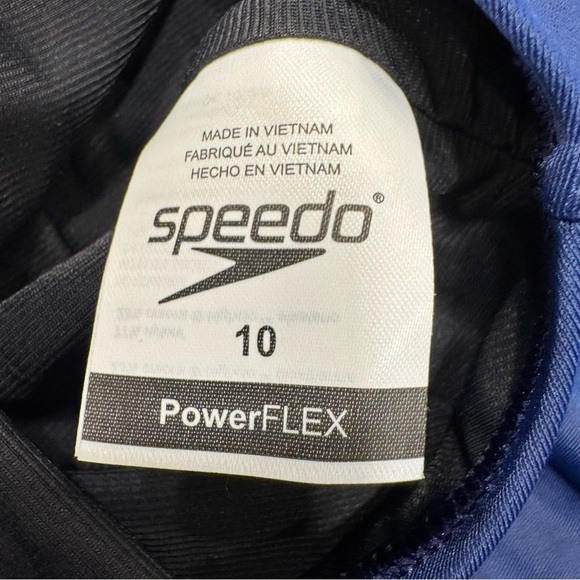 MADE IN VIETNAM
FABRIQUÉ AU VIETNAM
HECHO EN VIETNAM
speedo®
10
PowerFLEX